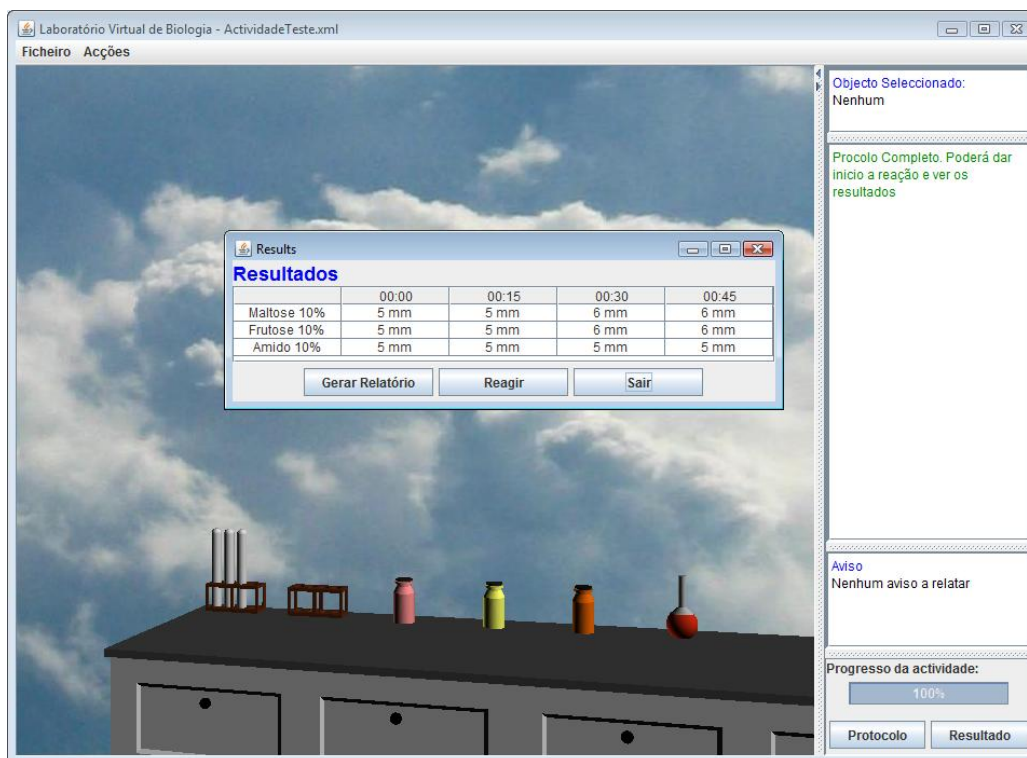 Laboratório Virtual de Biologia - ActividadeTeste.xml
Ficheiro Acções
Objecto Seleccionado:
Nenhum
Procolo Completo. Poderá dar
inicio a reação e ver os
resultados
Results
Resultados
00:00 00:15 00:30 00:45
Maltose 10% 5 mm 5 mm 6 mm 6 mm
Frutose 10% 5 mm 5 mm 6 mm 6 mm
Amido 10% 5 mm 5 mm 5 mm 5 mm
Gerar Relatório Reagir Sair
Aviso
Nenhum aviso a relatar
Progresso da actividade:
100%
Protocolo Resultado